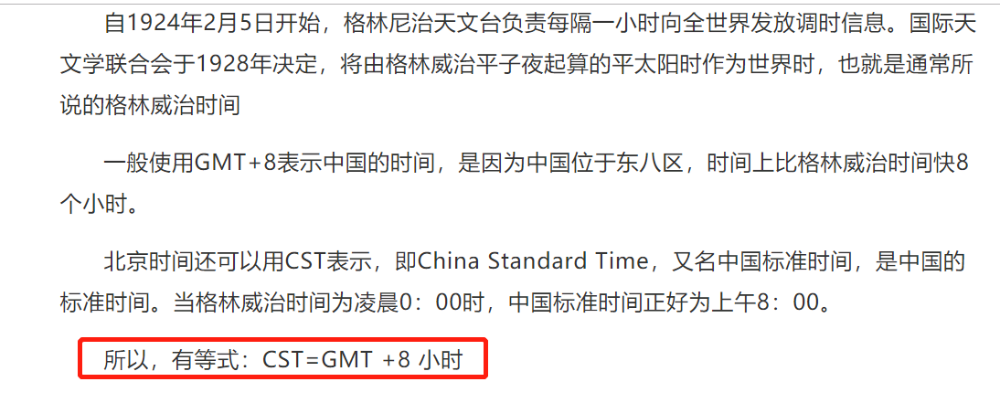 自1924年2月5日开始，格林尼治天文台负责每隔一小时向全世界发放调时信息。国际天
文学联合会于1928年决定，将由格林威治平子夜起算的平太阳时作为世界时，也就是通常所
说的格林威治时间
一般使用GMT+8表示中国的时间，是因为中国位于东八区，时间上比格林威治时间快8
个小时。
北京时间还可以用CST表示，即China Standard Time，又名中国标准时间，是中国的
标准时间。当格林威治时间为凌晨0：00时，中国标准时间正好为上午8：00。
所以，有等式：CST=GMT +8 小时